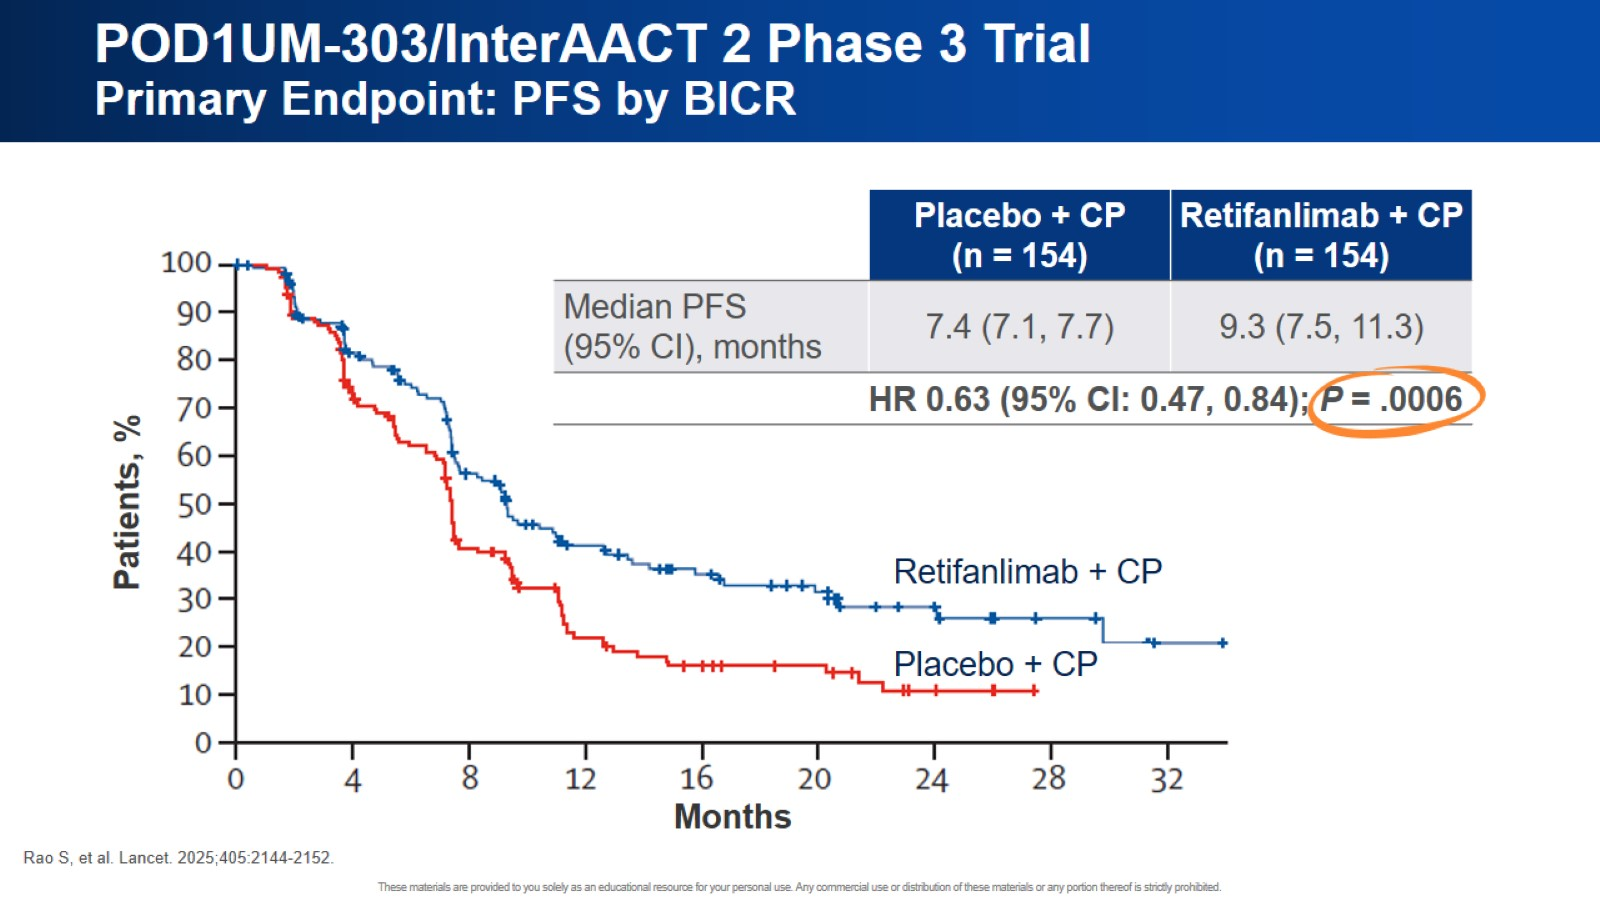 POD1UM-303/InterAACT 2 Phase 3 Trial
Primary Endpoint: PFS by BICR
Placebo + CP
(n = 154)
Retifanlimab + CP
(n = 154)
Median PFS
(95% CI), months
7.4 (7.1, 7.7)
9.3 (7.5, 11.3)
HR 0.63 (95% CI: 0.47, 0.84); P = .0006
Patients, %
100
90
80
70
60
50
40
30
20
10
0
Retifanlimab + CP
Placebo + CP
0 4 8 12 16 20 24 28 32
Months
Rao S, et al. Lancet. 2025;405:2144-2152.
These materials are provided to you solely as an educational resource for your personal use. Any commercial use or distribution of these materials or any portion thereof is strictly prohibited.